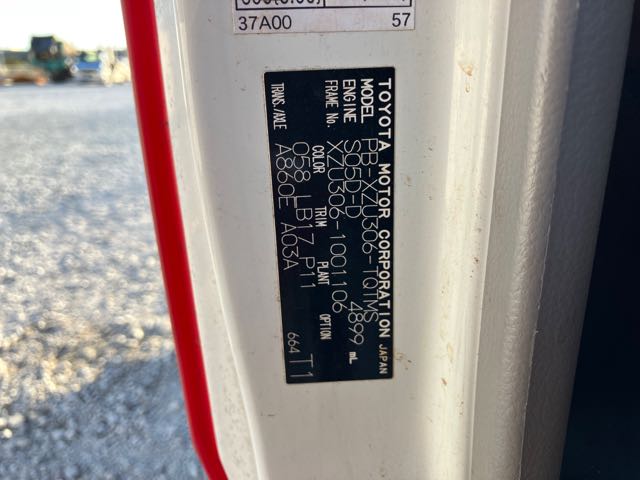 37A00 57
TOYOTA MOTOR CORPORATION JAPAN
MODEL PB-XZU306-TQTMS
ENGINE S05D-D 4899 mL
FRAME No. XZU306-1001106
COLOR TRIM PLANT OPTION
058 LB17 P11
TRANS./AXLE A860E A03A
664 T1